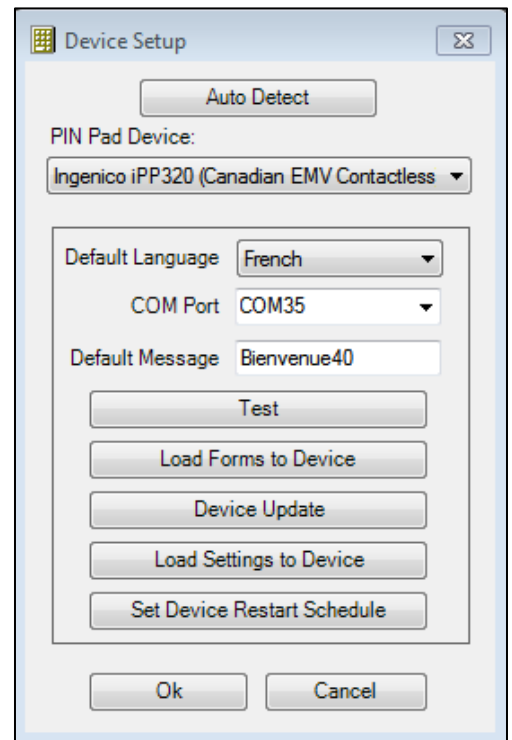 Device Setup
Auto Detect
PIN Pad Device:
Ingenico iPP320 (Canadian EMV Contactless
Default Language French
COM Port COM35
Default Message Bienvenue40
Test
Load Forms to Device
Device Update
Load Settings to Device
Set Device Restart Schedule
Ok Cancel